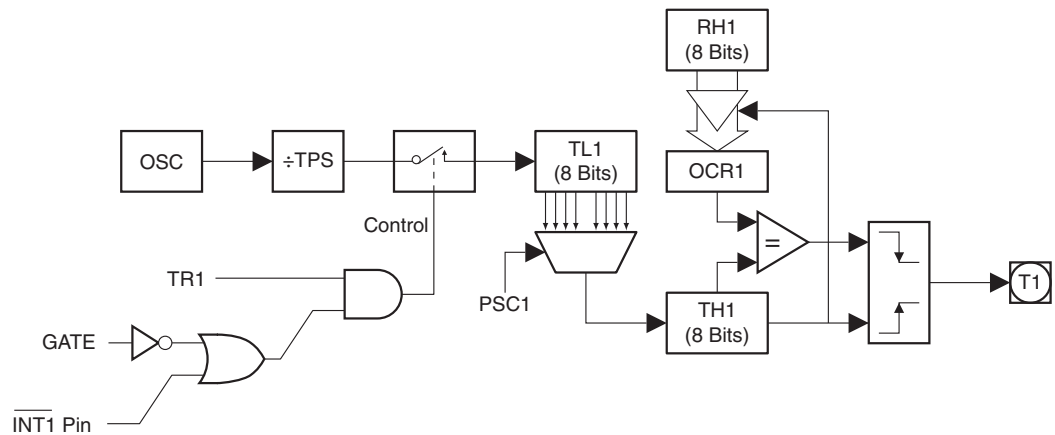 RH1
(8 Bits)
OSC
÷TPS
TL1
(8 Bits)
OCR1
Control
=
TR1
PSC1
T1
TH1
(8 Bits)
GATE
INT1 Pin